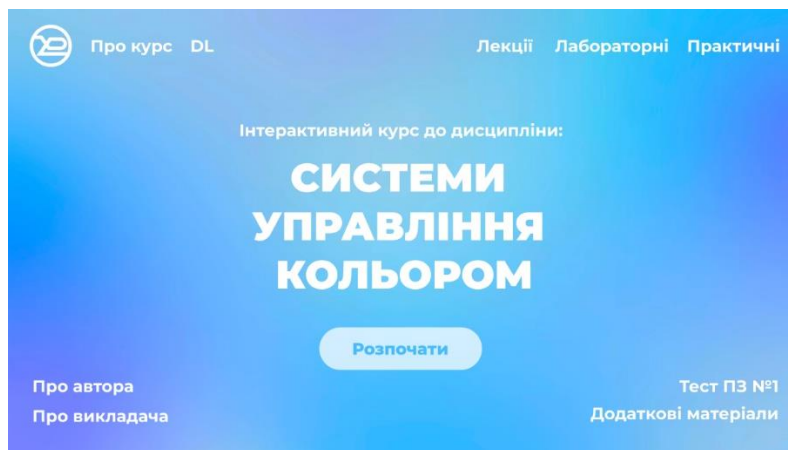 Про курс DL Лекції Лабораторні Практичні
Інтерактивний курс до дисципліни:
СИСТЕМИ
УПРАВЛІННЯ
КОЛЬОРОМ
Розпочати
Про автора
Про викладача
Тест ПЗ №1
Додаткові матеріали